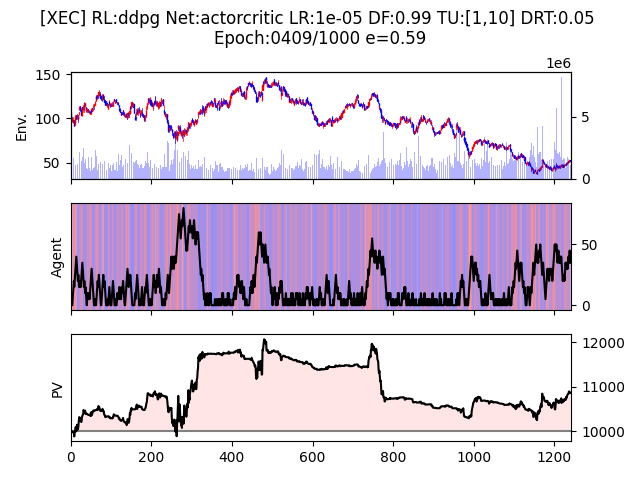 [XEC] RL:ddpg Net:actorcritic LR:1e-05 DF:0.99 TU:[1,10] DRT:0.05
Epoch:0409/1000 e=0.59
1e6
150
100
50
Env.
5
0
Agent
50
0
PV
12000
11000
10000
0
200
400
600
800
1000
1200